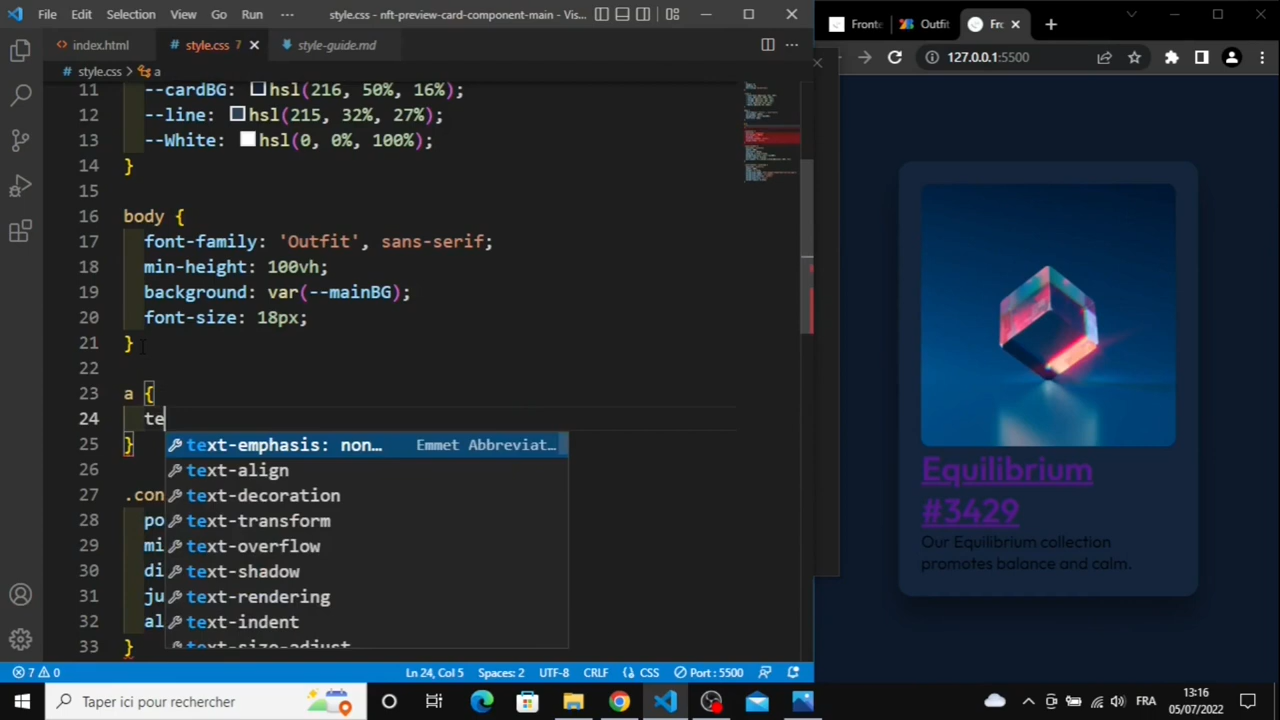 File Edit Selection View Go Run ··· style.css - nft-preview-card-component-main - Vis...
index.html style.css 7 style-guide.md
style.css > a
11 --cardBG: hsl(216, 50%, 16%);
12 --line: hsl(215, 32%, 27%);
13 --White: hsl(0, 0%, 100%);
14 }
15
16 body {
17 font-family: 'Outfit', sans-serif;
18 min-height: 100vh;
19 background: var(--mainBG);
20 font-size: 18px;
21 }
22
23 a {
24 te
25 }
26
27 .con
28 po
29 mi
30 di
31 ju
32 al
33 }
text-emphasis: non... Emmet Abbreviat...
text-align
text-decoration
text-transform
text-overflow
text-shadow
text-rendering
text-indent
text-size-adjust
7 0 Ln 24, Col 5 Spaces: 2 UTF-8 CRLF CSS Port : 5500
Fronte Outfit Fro
127.0.0.1:5500
Equilibrium
#3429
Our Equilibrium collection
promotes balance and calm.
Taper ici pour rechercher
FRA
13:16
05/07/2022